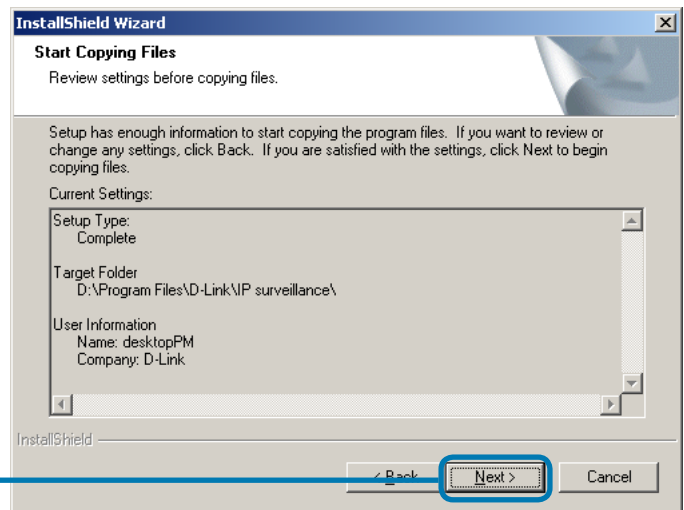 InstallShield Wizard
Start Copying Files
Review settings before copying files.
Setup has enough information to start copying the program files. If you want to review or
change any settings, click Back. If you are satisfied with the settings, click Next to begin
copying files.
Current Settings:
Setup Type:
Complete
Target Folder
D:\Program Files\D-Link\IP surveillance\
User Information
Name: desktopPM
Company: D-Link
InstallShield
< Back Next > Cancel